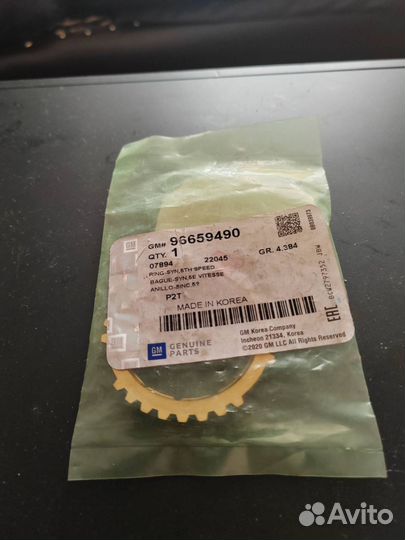 GM
GM# 96659490
QTY. 1
07894 22045 GR. 4.384
RING-SYN,5TH SPEED
BAGUE-SYN,5E VITESSE
ANILLO-SINC,5ª
P2T
MADE IN KOREA
GM GENUINE PARTS
GM Korea Company
Incheon 21334, Korea
©2020 GM LLC All Rights Reserved
EAC
Avito